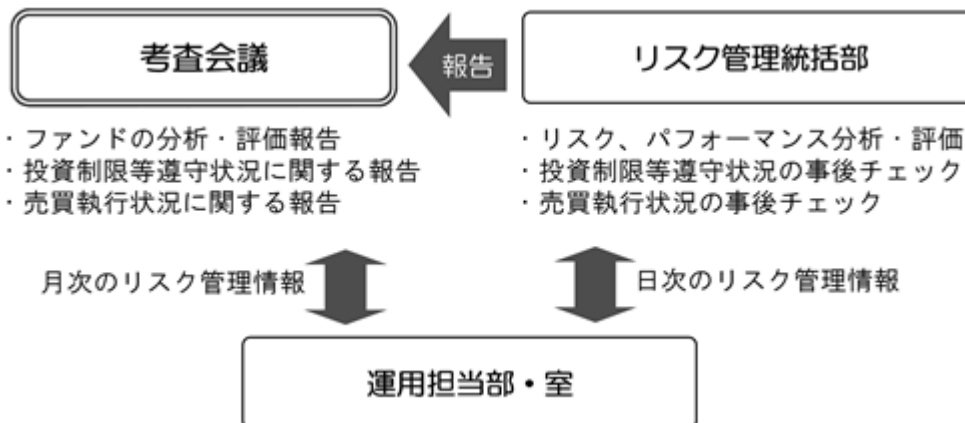 考査会議
報告
リスク管理統括部
・ファンドの分析・評価報告
・投資制限等遵守状況に関する報告
・売買執行状況に関する報告
・リスク、パフォーマンス分析・評価
・投資制限等遵守状況の事後チェック
・売買執行状況の事後チェック
月次のリスク管理情報
日次のリスク管理情報
運用担当部・室